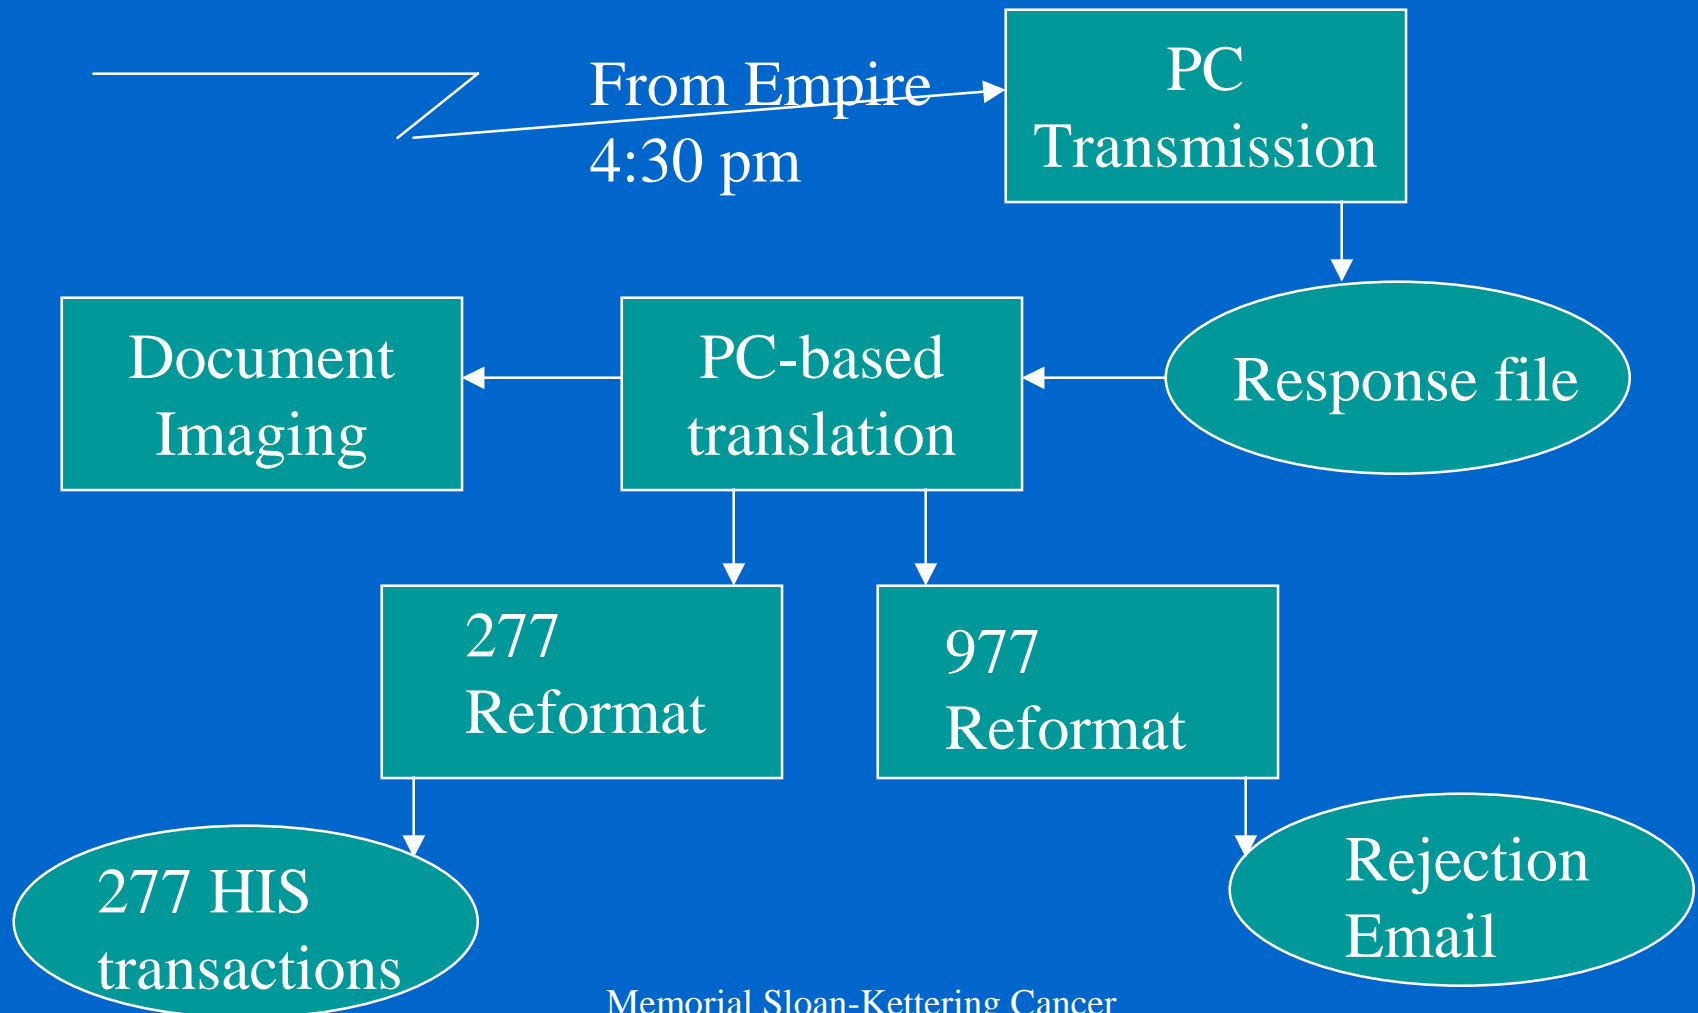 From Empire
4:30 pm
PC
Transmission
Document
Imaging
PC-based
translation
Response file
277
Reformat
977
Reformat
277 HIS
transactions
Rejection
Email
Memorial Sloan-Kettering Cancer